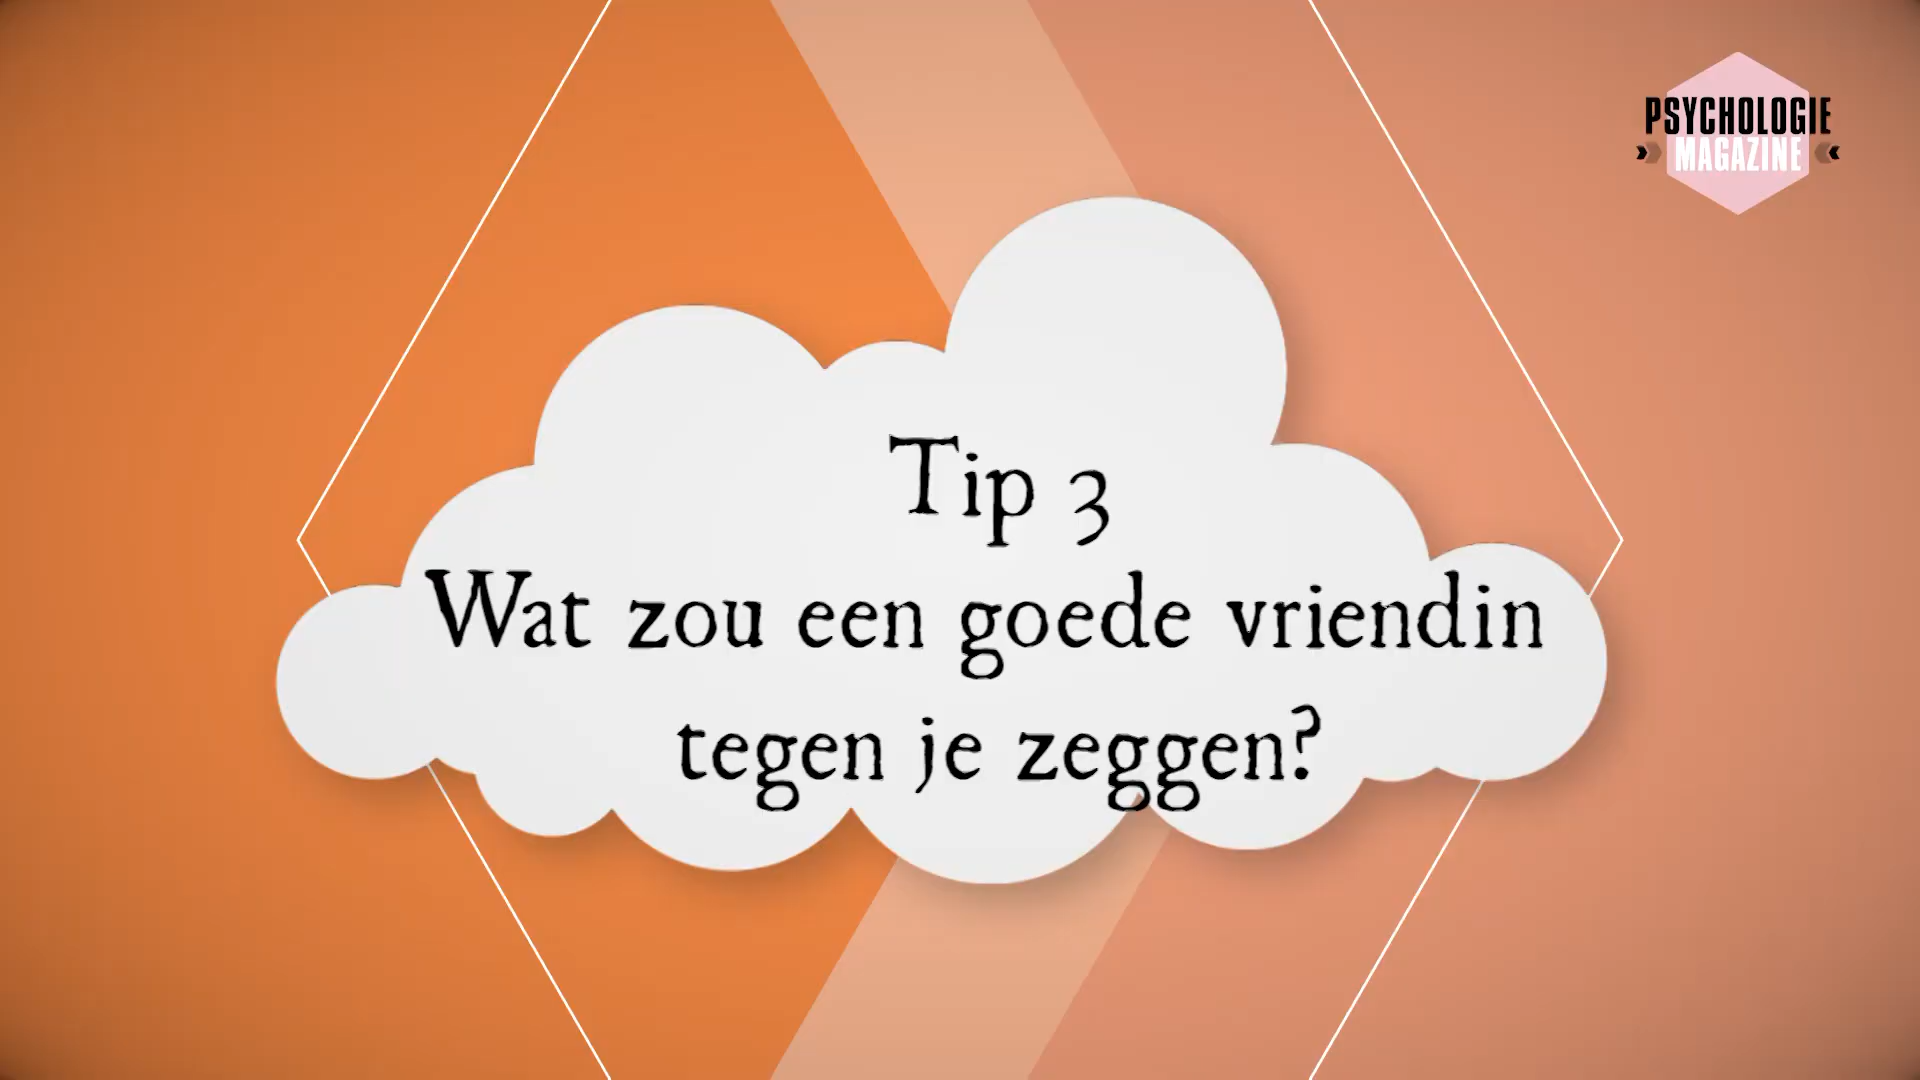 PSYCHOLOGIE
MAGAZINE
Tip 3
Wat zou een goede vriendin
tegen je zeggen?